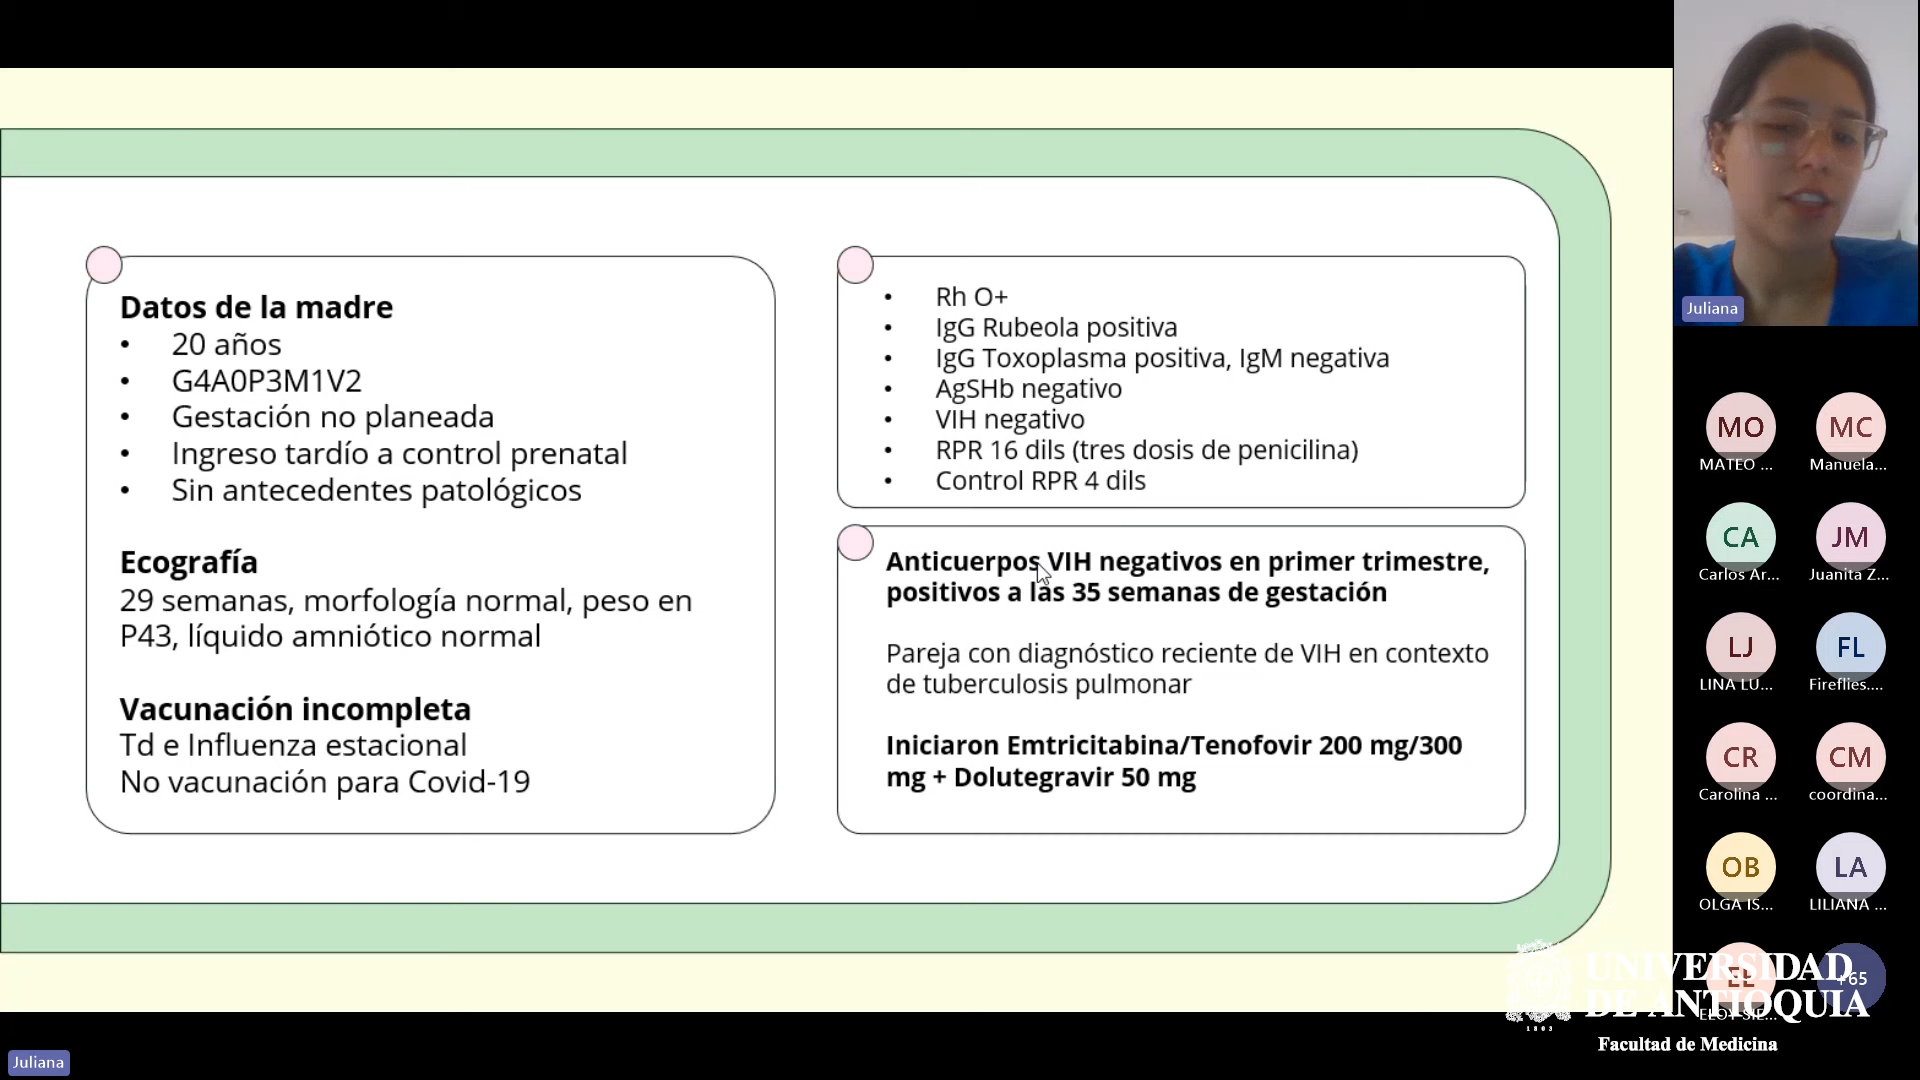 Datos de la madre
• 20 años
• G4A0P3M1V2
• Gestación no planeada
• Ingreso tardío a control prenatal
• Sin antecedentes patológicos
Ecografía
29 semanas, morfología normal, peso en
P43, líquido amniótico normal
Vacunación incompleta
Td e Influenza estacional
No vacunación para Covid-19
• Rh O+
• IgG Rubeola positiva
• IgG Toxoplasma positiva, IgM negativa
• AgSHb negativo
• VIH negativo
• RPR 16 dils (tres dosis de penicilina)
• Control RPR 4 dils
Anticuerpos VIH negativos en primer trimestre,
positivos a las 35 semanas de gestación
Pareja con diagnóstico reciente de VIH en contexto
de tuberculosis pulmonar
Iniciaron Emtricitabina/Tenofovir 200 mg/300
mg + Dolutegravir 50 mg
Juliana
MO MC
MATEO ... Manuela...
CA JM
Carlos Ar... Juanita Z...
LJ FL
LINA LU... Fireflies....
CR CM
Carolina ... coordina...
OB LA
OLGA IS... LILIANA ...
+65
UNIVERSIDAD
DE ANTIOQUIA
1803
Facultad de Medicina
Juliana